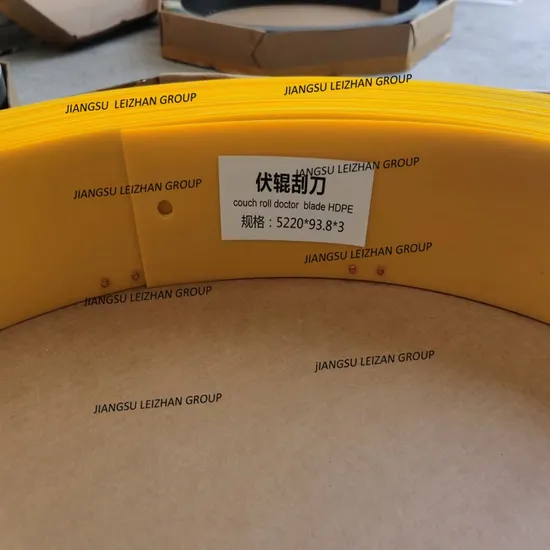 JIANGSU LEIZHAN GROUP
JIANGSU LEIZHAN GROUP
JIANGSU LEIZHAN GROUP
JIANGSU LEIZHAN GROUP
伏辊刮刀
couch roll doctor blade HDPE
规格：5220*93.8*3
JIANGSU LEIZHAN GROUP
JIANGSU LEIZHAN GROUP
jIANGSU LEIZAN GROUP
JIANGSU LEIZHAN GROUP